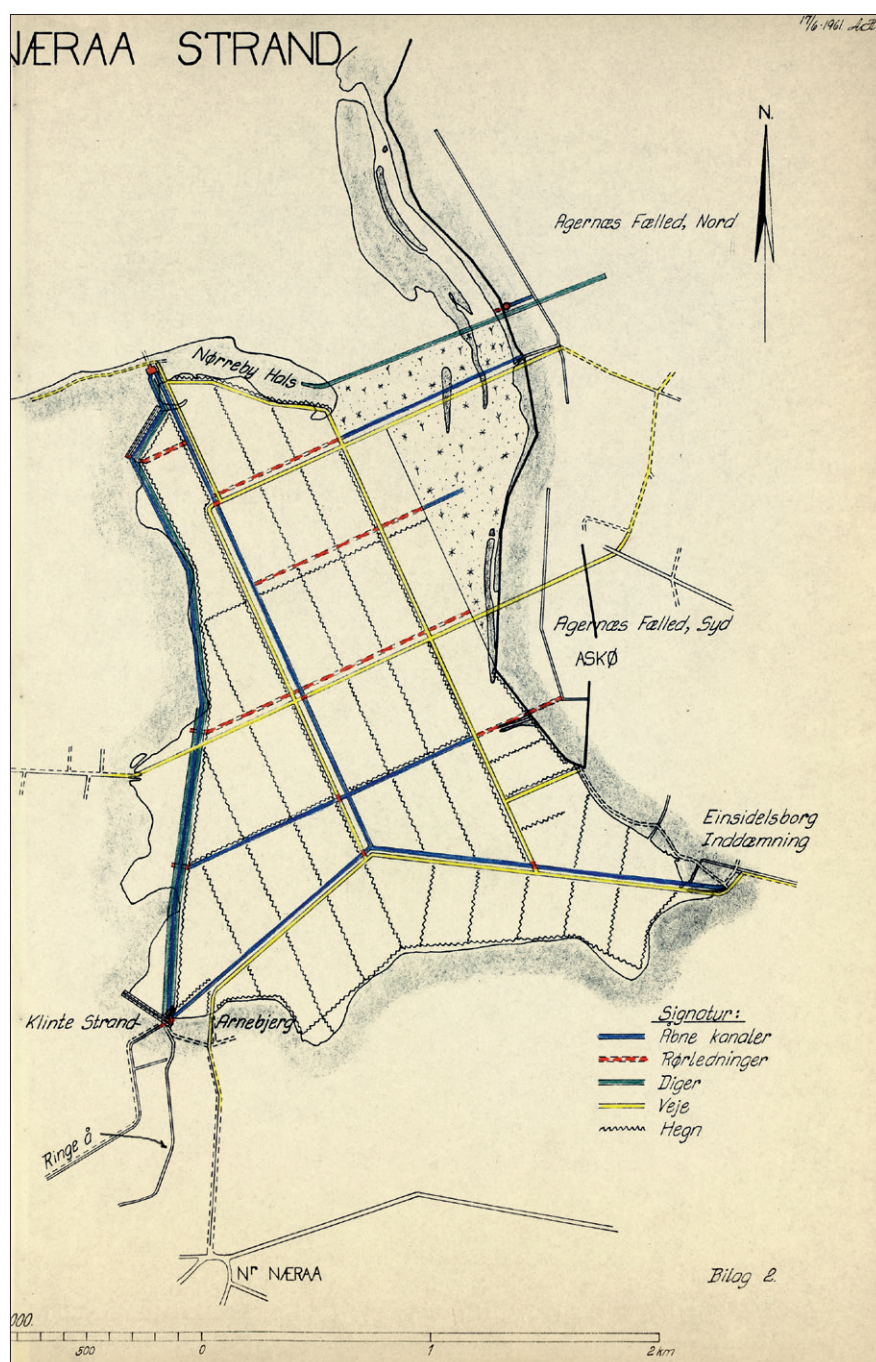 17/6-1961.
NÆRAA STRAND
N.
Agernæs Fælled, Nord
Nørreby Hals
Agernæs Fælled, Syd
ASKØ
Einsidelsborg
Inddæmning
Klinte Strand
Arnebjerg
Signatur:
Åbne kanaler
Rørledninger
Diger
Veje
Hegn
Ringe å
Nr NÆRAA
Bilag 2.
000.
500 0 1 2 km